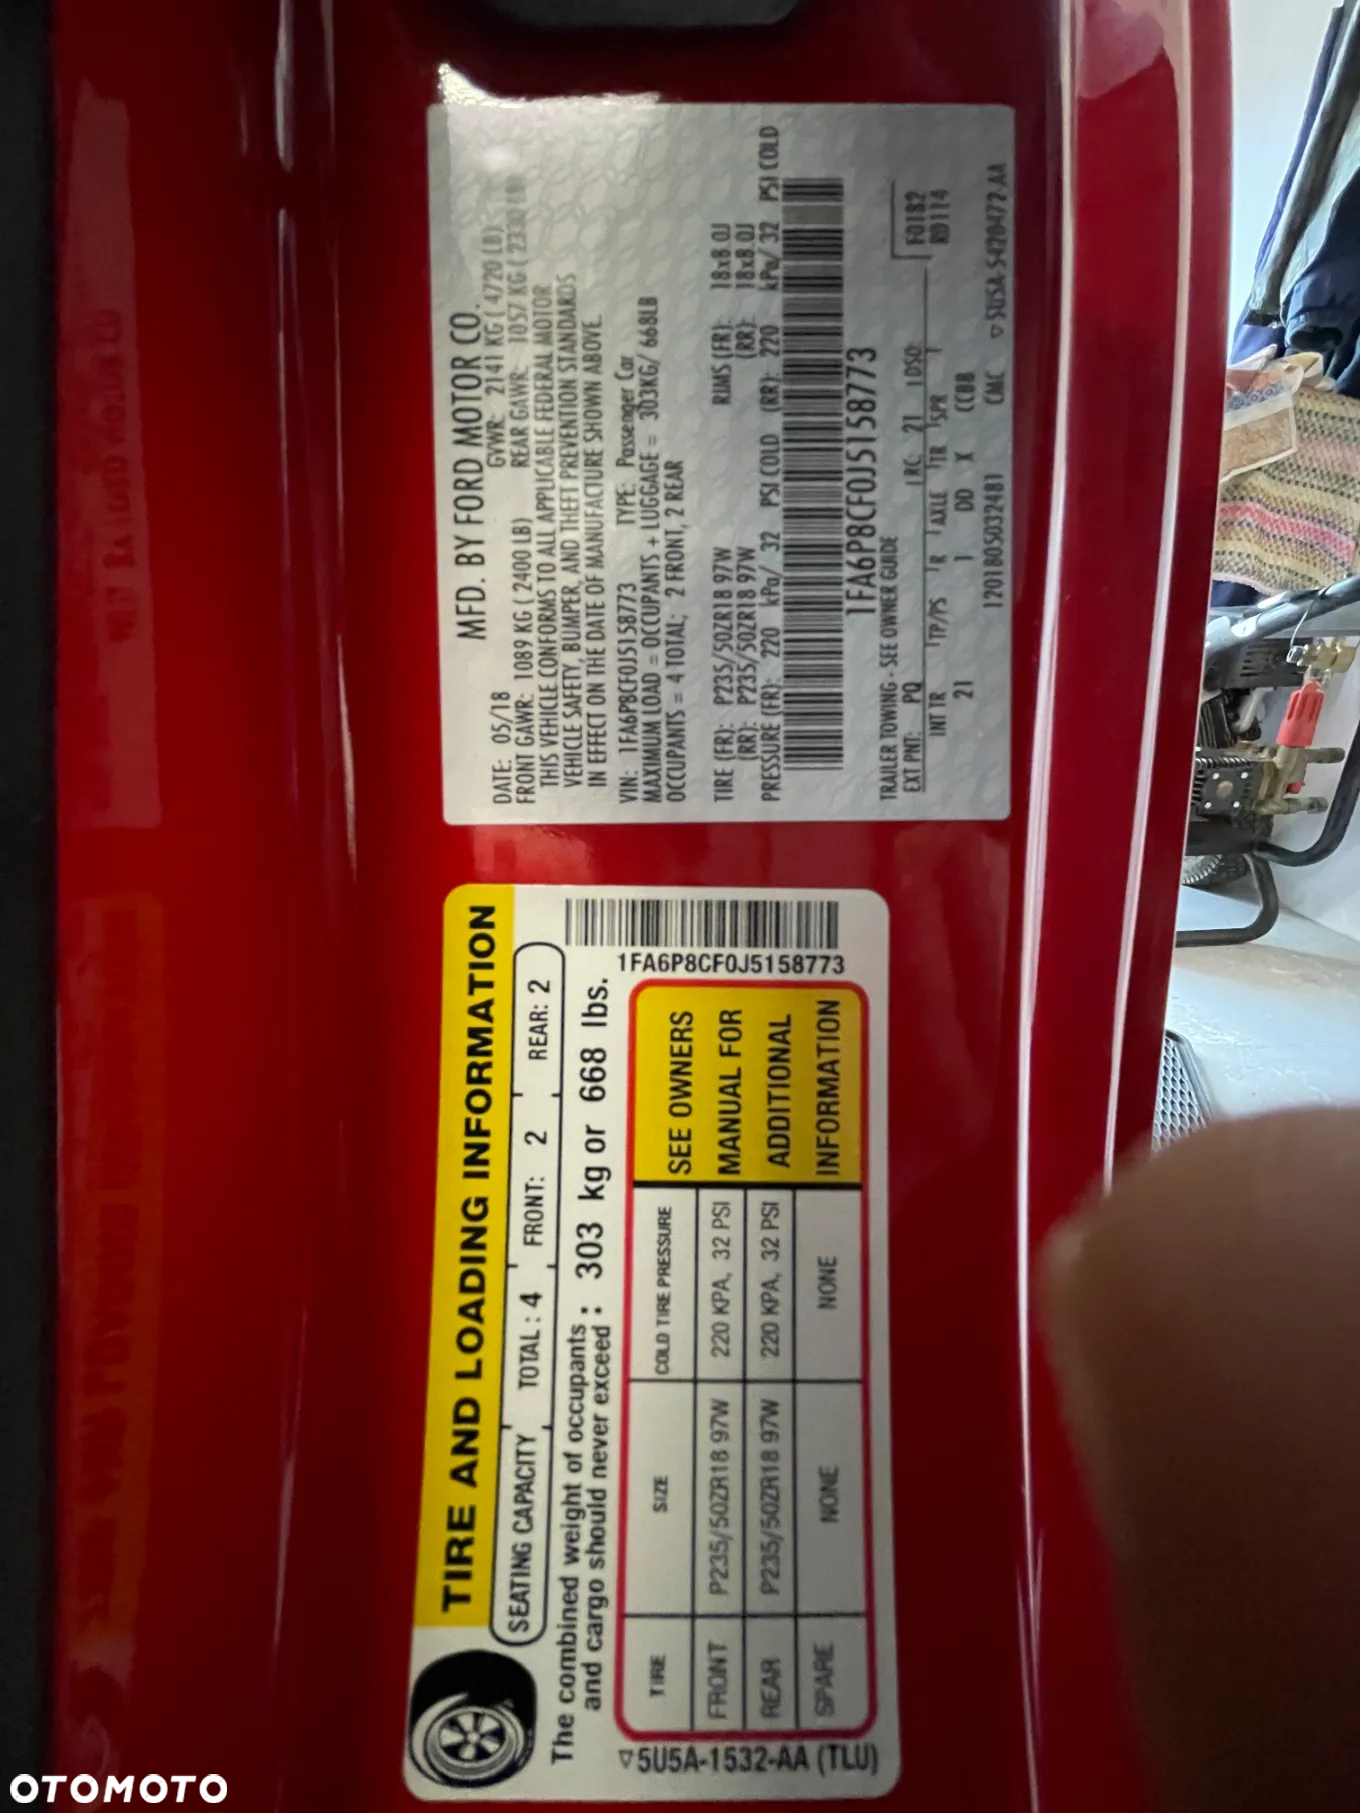 MFD. BY FORD MOTOR CO.
DATE: 05/18 GVWR: 2141 KG ( 4720 LB)
FRONT GAWR: 1089 KG ( 2400 LB) REAR GAWR: 1057 KG
THIS VEHICLE CONFORMS TO ALL APPLICABLE FEDERAL MOTOR
VEHICLE SAFETY, BUMPER, AND THEFT PREVENTION STANDARDS
IN EFFECT ON THE DATE OF MANUFACTURE SHOWN ABOVE.
VIN: 1FA6P8CF0J5158773 TYPE: Passenger Car
MAXIMUM LOAD = OCCUPANTS + LUGGAGE = 303KG/ 668LB
OCCUPANTS = 4 TOTAL; 2 FRONT, 2 REAR
TIRE (FR): P235/50ZR18 97W RIMS (FR): 18x8.0J
(RR): P235/50ZR18 97W (RR): 18x8.0J
PRESSURE (FR): 220 kPa/ 32 PSI COLD (RR): 220 kPa/ 32 PSI COLD
1FA6P8CF0J5158773
TRAILER TOWING - SEE OWNER GUIDE
EXT PNT: PQ RC: 21 DSO: F0182
INT TR TP/PS R AXLE TR SPR R0114
21 1 DD X CCBB
1201805032481 CMC ▽5U5A-5420472-AA
TIRE AND LOADING INFORMATION
SEATING CAPACITY TOTAL : 4 FRONT: 2 REAR: 2
The combined weight of occupants
and cargo should never exceed : 303 kg or 668 lbs.
1FA6P8CF0J5158773
TIRE SIZE COLD TIRE PRESSURE
FRONT P235/50ZR18 97W 220 KPA, 32 PSI
REAR P235/50ZR18 97W 220 KPA, 32 PSI
SPARE NONE NONE
SEE OWNERS
MANUAL FOR
ADDITIONAL
INFORMATION
▽5U5A-1532-AA (TLU)
OTOMOTO